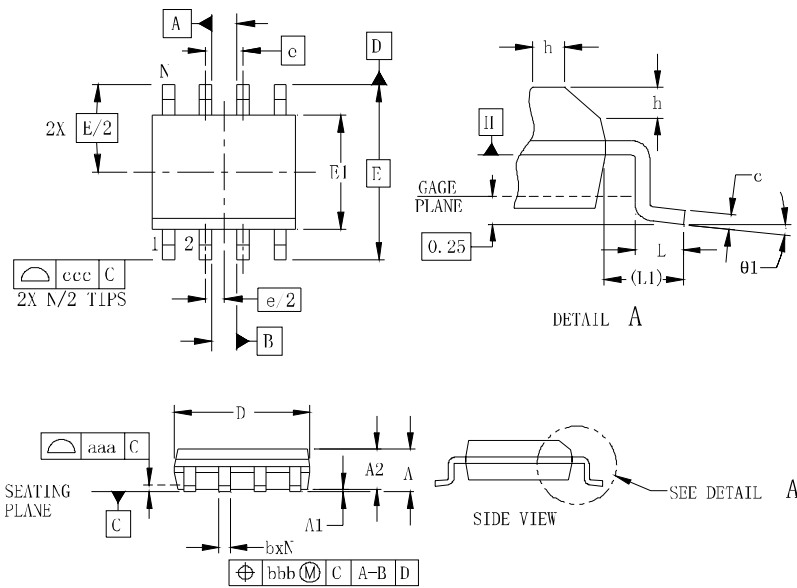 A
e
D
N
2X E/2
E1
E
1 2
ccc C
2X N/2 TIPS
e/2
B
h
h
H
GAGE
PLANE
c
0.25
L
(L1)
θ1
DETAIL A
D
aaa C
A2
A
SEATING
PLANE
C
A1
bxN
bbb M C A-B D
SIDE VIEW
SEE DETAIL A